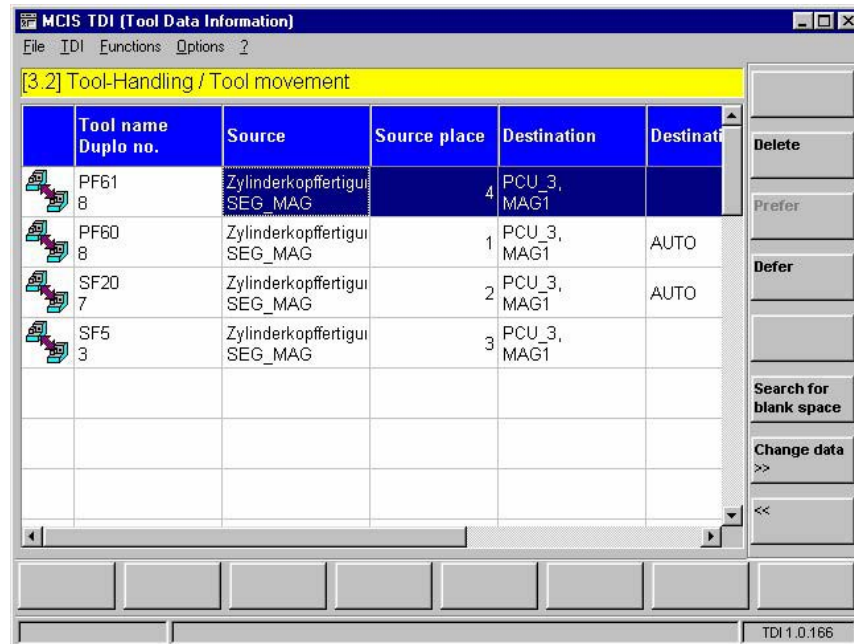 MCIS TDI (Tool Data Information)
File TDI Functions Options ?
[3.2] Tool-Handling / Tool movement
Tool name
Duplo no.
Source
Source place
Destination
Destinati
PF61
8
Zylinderkopffertigu
SEG_MAG
4
PCU_3,
MAG1
PF60
8
Zylinderkopffertigu
SEG_MAG
1
PCU_3,
MAG1
AUTO
SF20
7
Zylinderkopffertigu
SEG_MAG
2
PCU_3,
MAG1
AUTO
SF5
3
Zylinderkopffertigu
SEG_MAG
3
PCU_3,
MAG1
Delete
Prefer
Defer
Search for
blank space
Change data
>>
<<
TDI 1.0.166